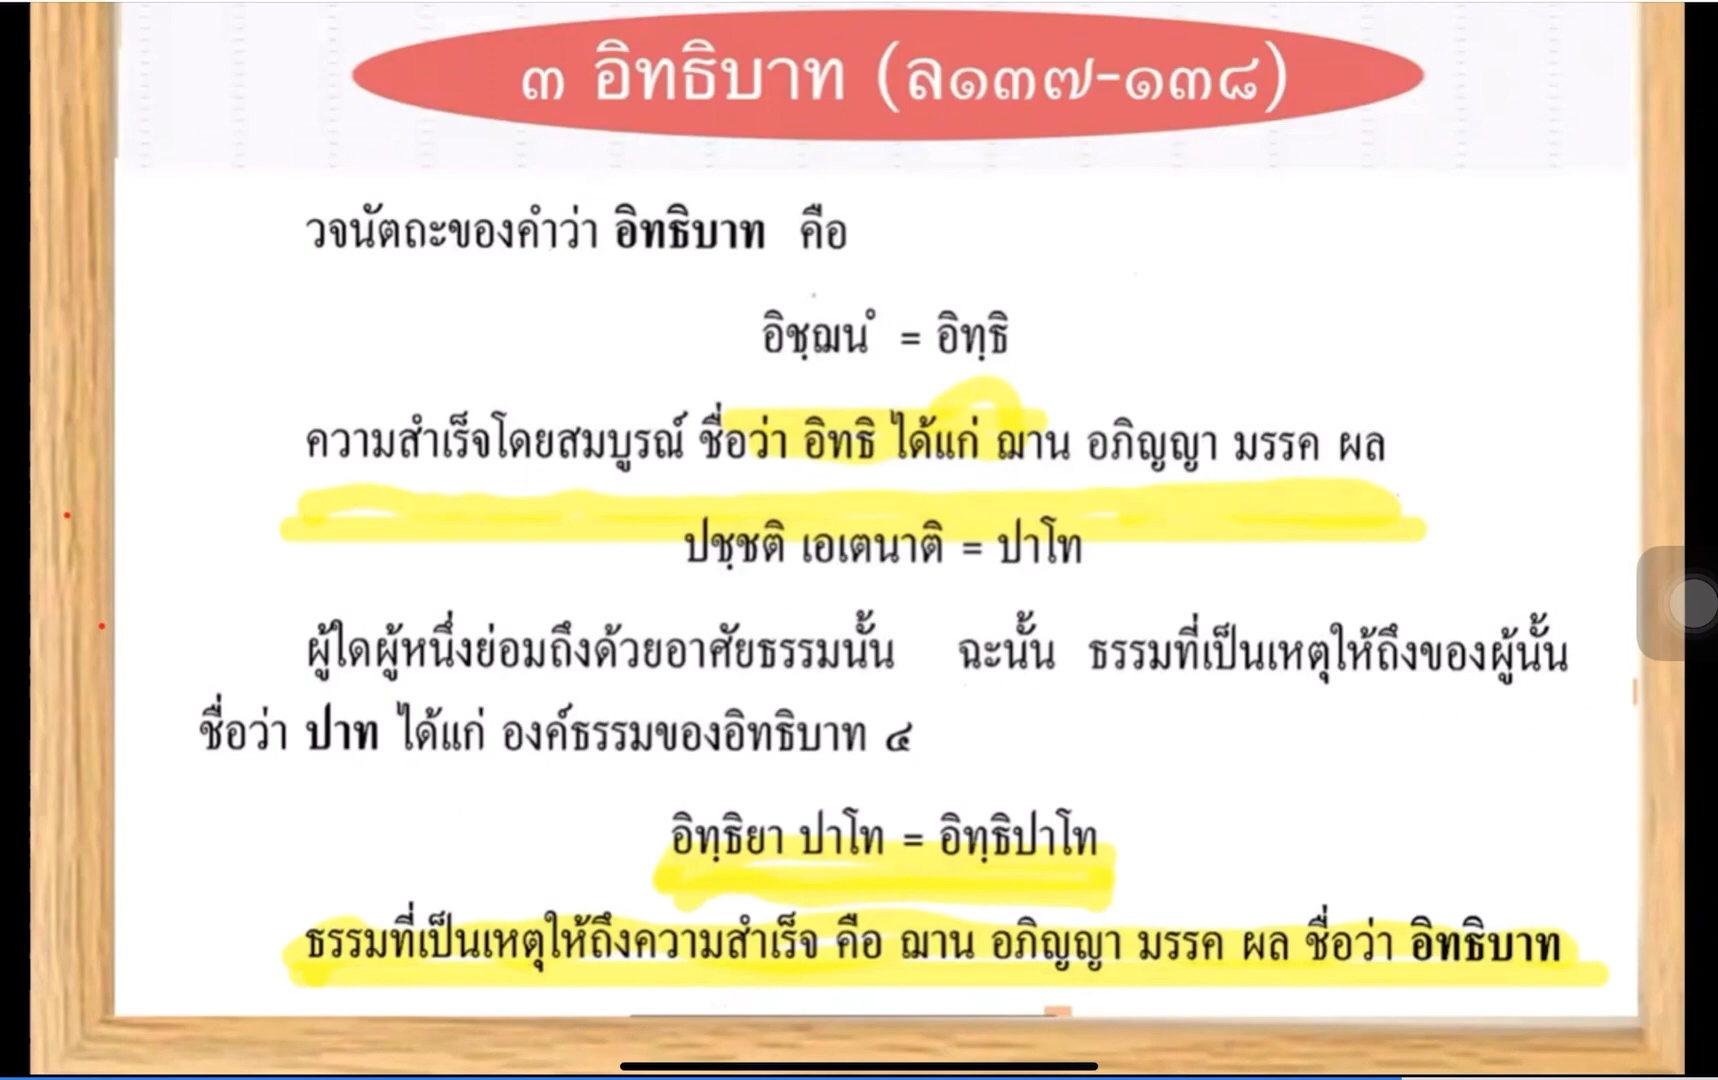 ๓ อิทธิบาท (ล๑๓๗-๑๓๘)
วจนัตถะของคำว่า อิทธิบาท คือ
อิชฺฌนํ = อิทฺธิ
ความสำเร็จโดยสมบูรณ์ ชื่อว่า อิทธิ ได้แก่ ฌาน อภิญญา มรรค ผล
ปชฺชติ เอเตนาติ = ปาโท
ผู้ใดผู้หนึ่งย่อมถึงด้วยอาศัยธรรมนั้น ฉะนั้น ธรรมที่เป็นเหตุให้ถึงของผู้นั้น
ชื่อว่า ปาท ได้แก่ องค์ธรรมของอิทธิบาท ๔
อิทฺธิยา ปาโท = อิทฺธิปาโท
ธรรมที่เป็นเหตุให้ถึงความสำเร็จ คือ ฌาน อภิญญา มรรค ผล ชื่อว่า อิทธิบาท